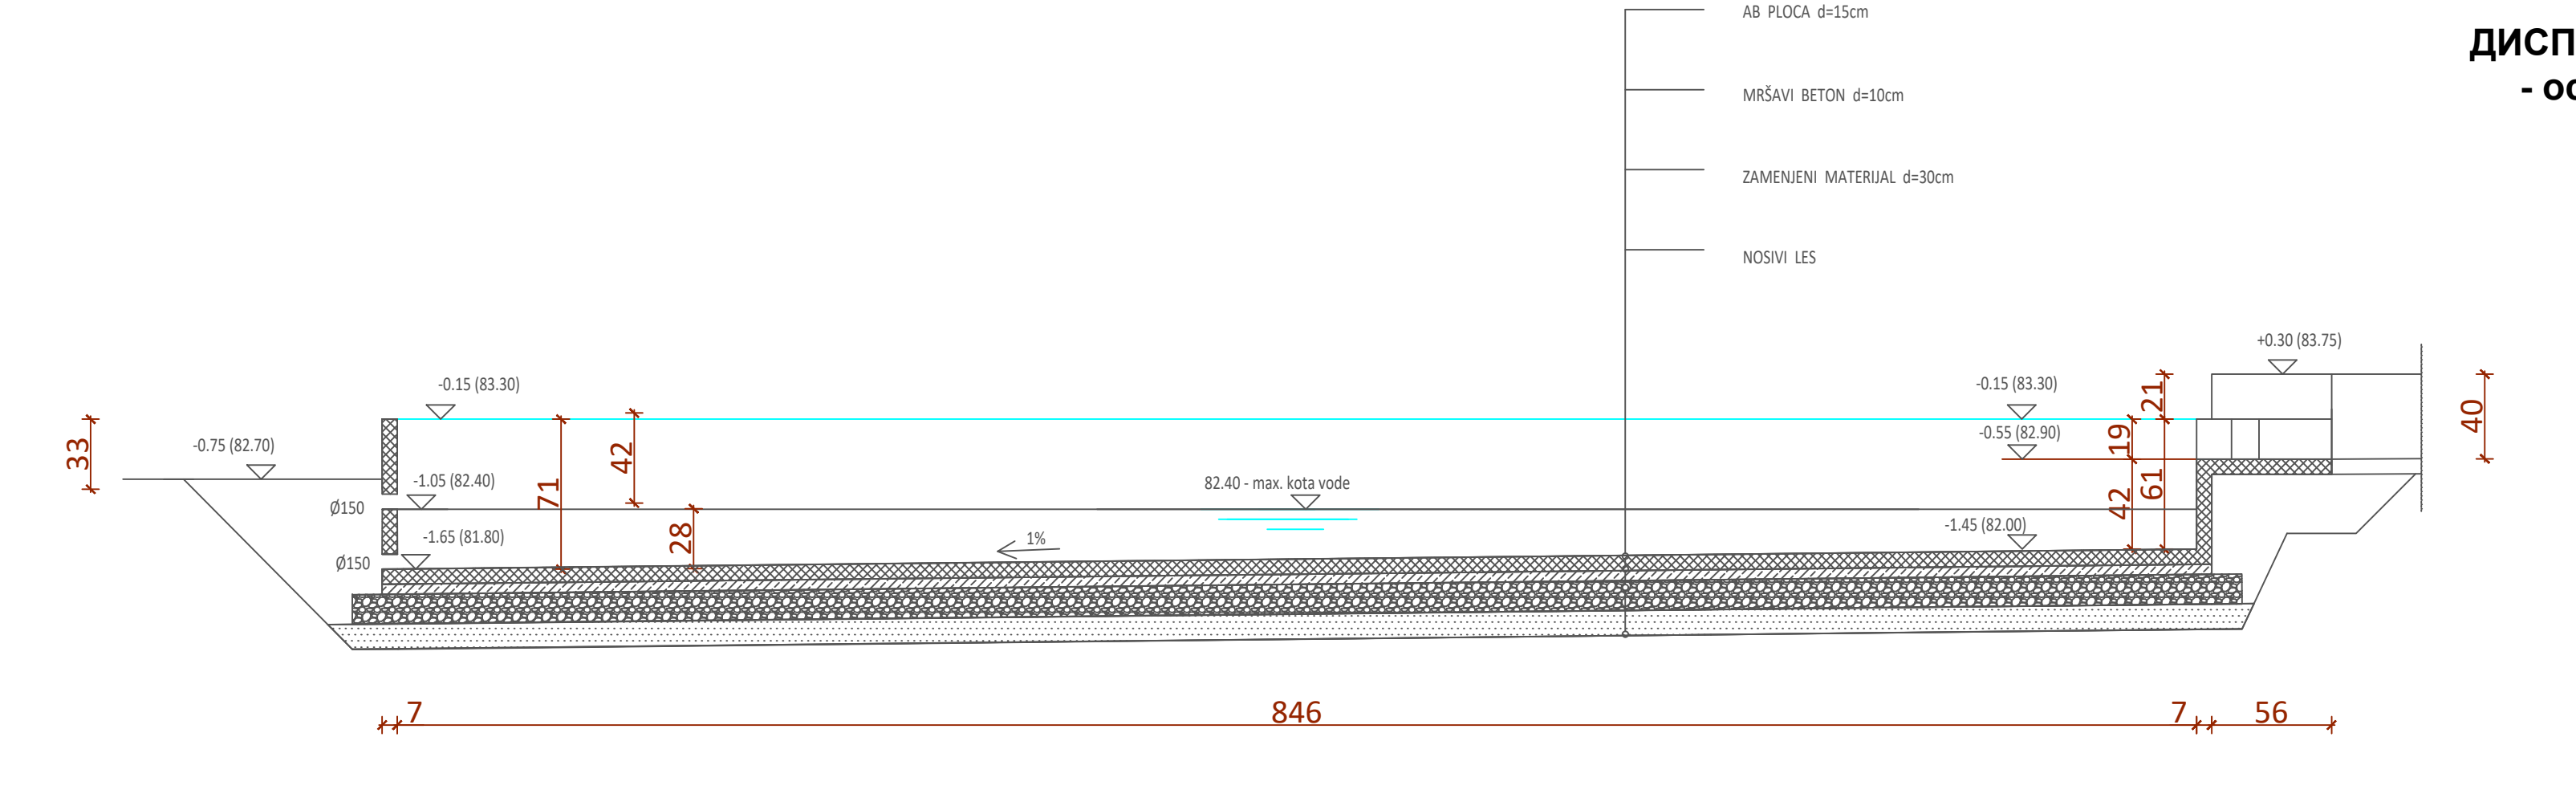 AB PLOCA d=15cm
MRŠAVI BETON d=10cm
ZAMENJENI MATERIJAL d=30cm
NOSIVI LES
ДИСП
- ос
+0.30 (83.75)
-0.15 (83.30)
-0.15 (83.30)
21
40
33
-0.75 (82.70)
42
-0.55 (82.90)
19
71
-1.05 (82.40)
82.40 - max. kota vode
61
42
Ø150
28
-1.65 (81.80)
1%
-1.45 (82.00)
Ø150
7
846
7
56